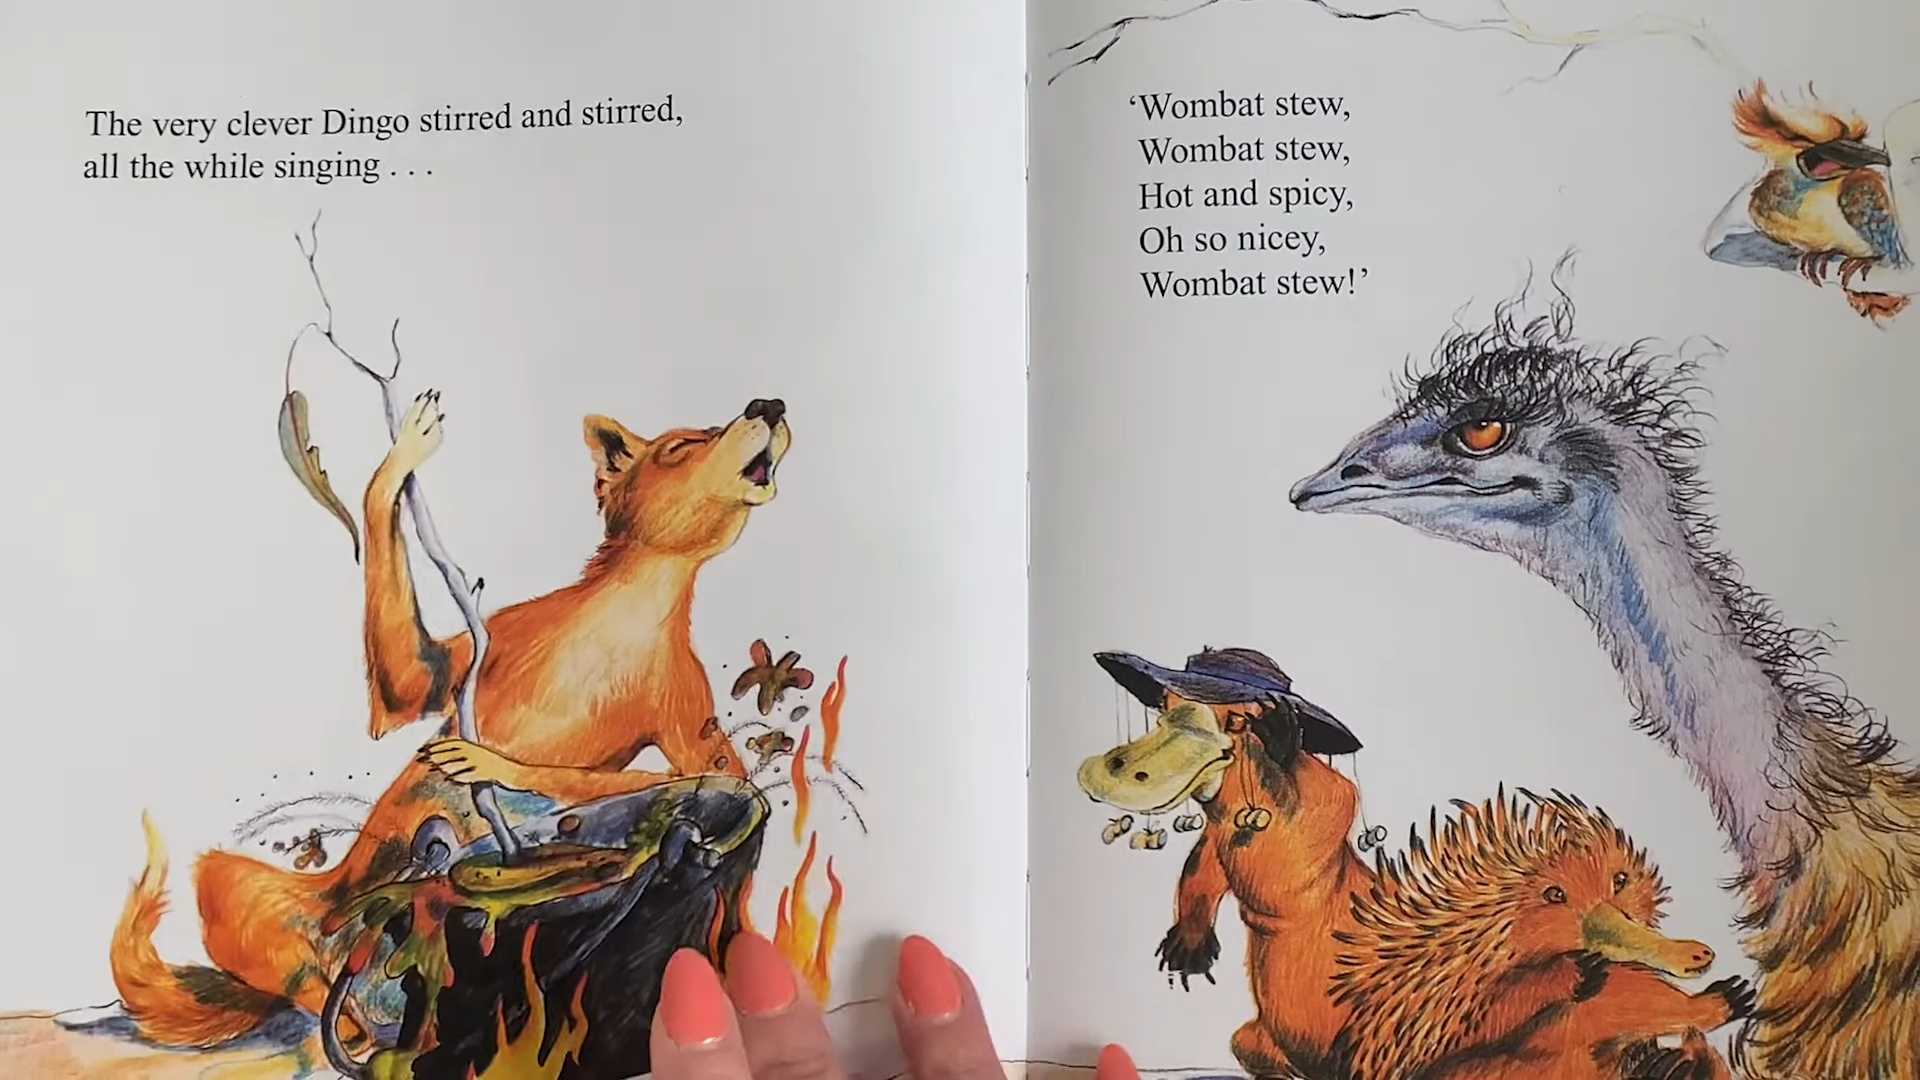 The very clever Dingo stirred and stirred,
all the while singing . . .
‘Wombat stew,
Wombat stew,
Hot and spicy,
Oh so nicey,
Wombat stew!’